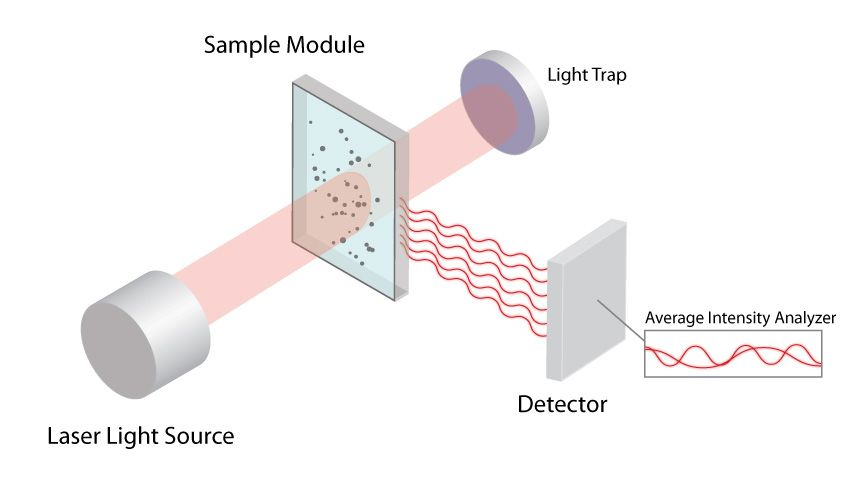 Sample Module
Light Trap
Average Intensity Analyzer
Detector
Laser Light Source